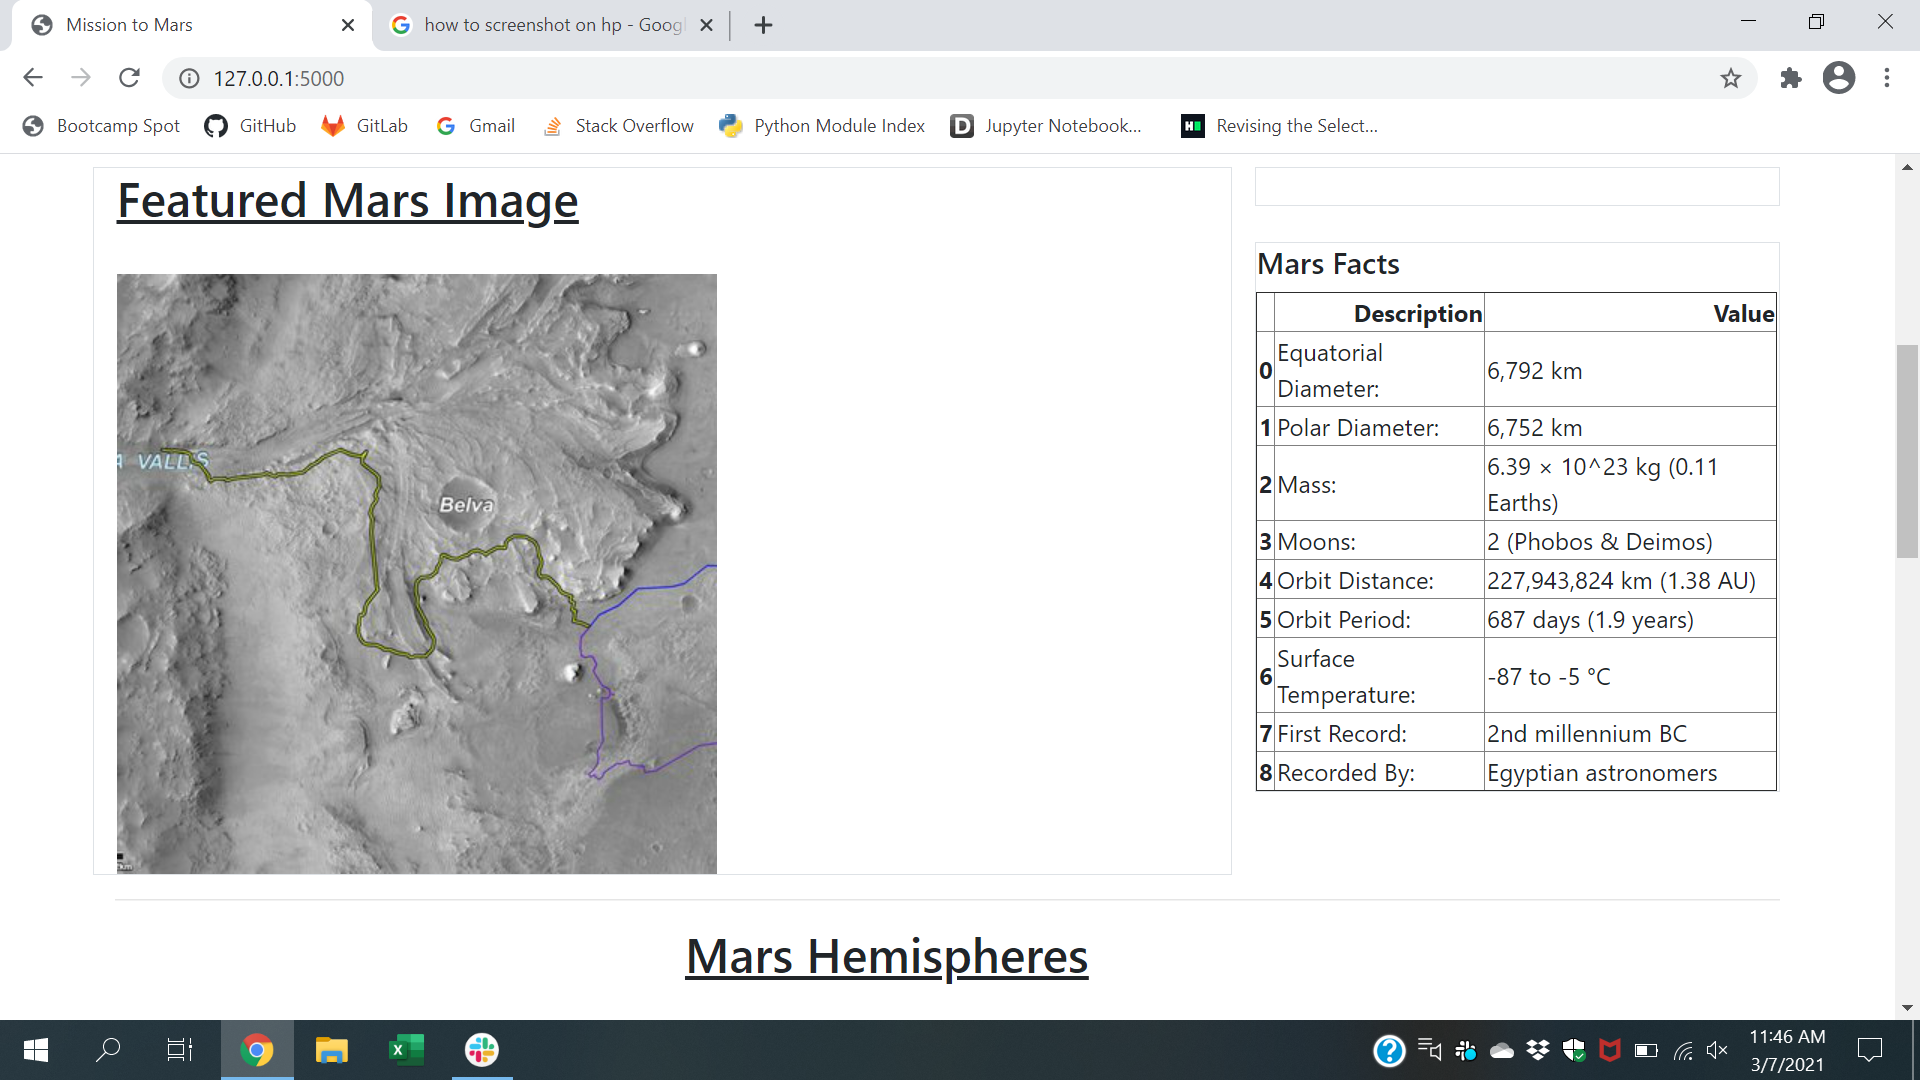 Mission to Mars
how to screenshot on hp - Goog
127.0.0.1:5000
Bootcamp Spot
GitHub
GitLab
Gmail
Stack Overflow
Python Module Index
Jupyter Notebook...
Revising the Select...
Featured Mars Image
VALLIS
Belva
km
Mars Facts
Description Value
0 Equatorial Diameter: 6,792 km
1 Polar Diameter: 6,752 km
2 Mass: 6.39 × 10^23 kg (0.11 Earths)
3 Moons: 2 (Phobos & Deimos)
4 Orbit Distance: 227,943,824 km (1.38 AU)
5 Orbit Period: 687 days (1.9 years)
6 Surface Temperature: -87 to -5 °C
7 First Record: 2nd millennium BC
8 Recorded By: Egyptian astronomers
Mars Hemispheres
11:46 AM
3/7/2021